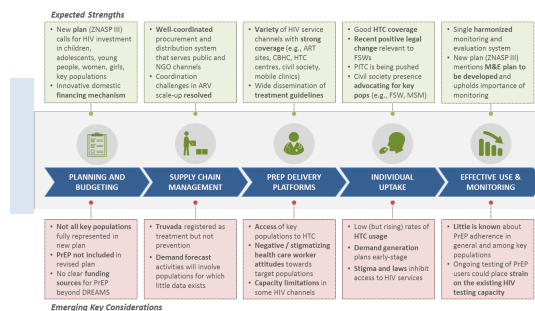 Expected Strengths
• New plan (ZNASP III)
calls for HIV investment
in children,
adolescents, young
people, women, girls,
key populations
• Innovative domestic
financing mechanism
• Well-coordinated
procurement and
distribution system
that serves public and
NGO channels
• Coordination
challenges in ARV
scale-up resolved
• Variety of HIV service
channels with strong
coverage (e.g., ART
sites, CBHC, HTC
centres, civil society,
mobile clinics)
• Wide dissemination of
treatment guidelines
• Good HTC coverage
• Recent positive legal
change relevant to
FSWs
• PITC is being pushed
• Civil society presence
advocating for key
pops (e.g., FSW, MSM)
• Single harmonized
monitoring and
evaluation system
• New plan (ZNASP III)
mentions M&E plan to
be developed and
upholds importance of
monitoring
PLANNING AND
BUDGETING
SUPPLY CHAIN
MANAGEMENT
PREP DELIVERY
PLATFORMS
INDIVIDUAL
UPTAKE
EFFECTIVE USE &
MONITORING
• Not all key populations
fully represented in
new plan
• PrEP not included in
revised plan
• No clear funding
sources for PrEP
beyond DREAMS
• Truvada registered as
treatment but not
prevention
• Demand forecast
activities will involve
populations for which
little data exists
• Access of key
populations to HTC
• Negative / stigmatizing
health care worker
attitudes towards
target populations
• Capacity limitations in
some HIV channels
• Low (but rising) rates of
HTC usage
• Demand generation
plans early-stage
• Stigma and laws inhibit
access to HIV services
• Little is known about
PrEP adherence in
general and among key
populations
• Ongoing testing of PrEP
users could place strain
on the existing HIV
testing capacity
Emerging Key Considerations